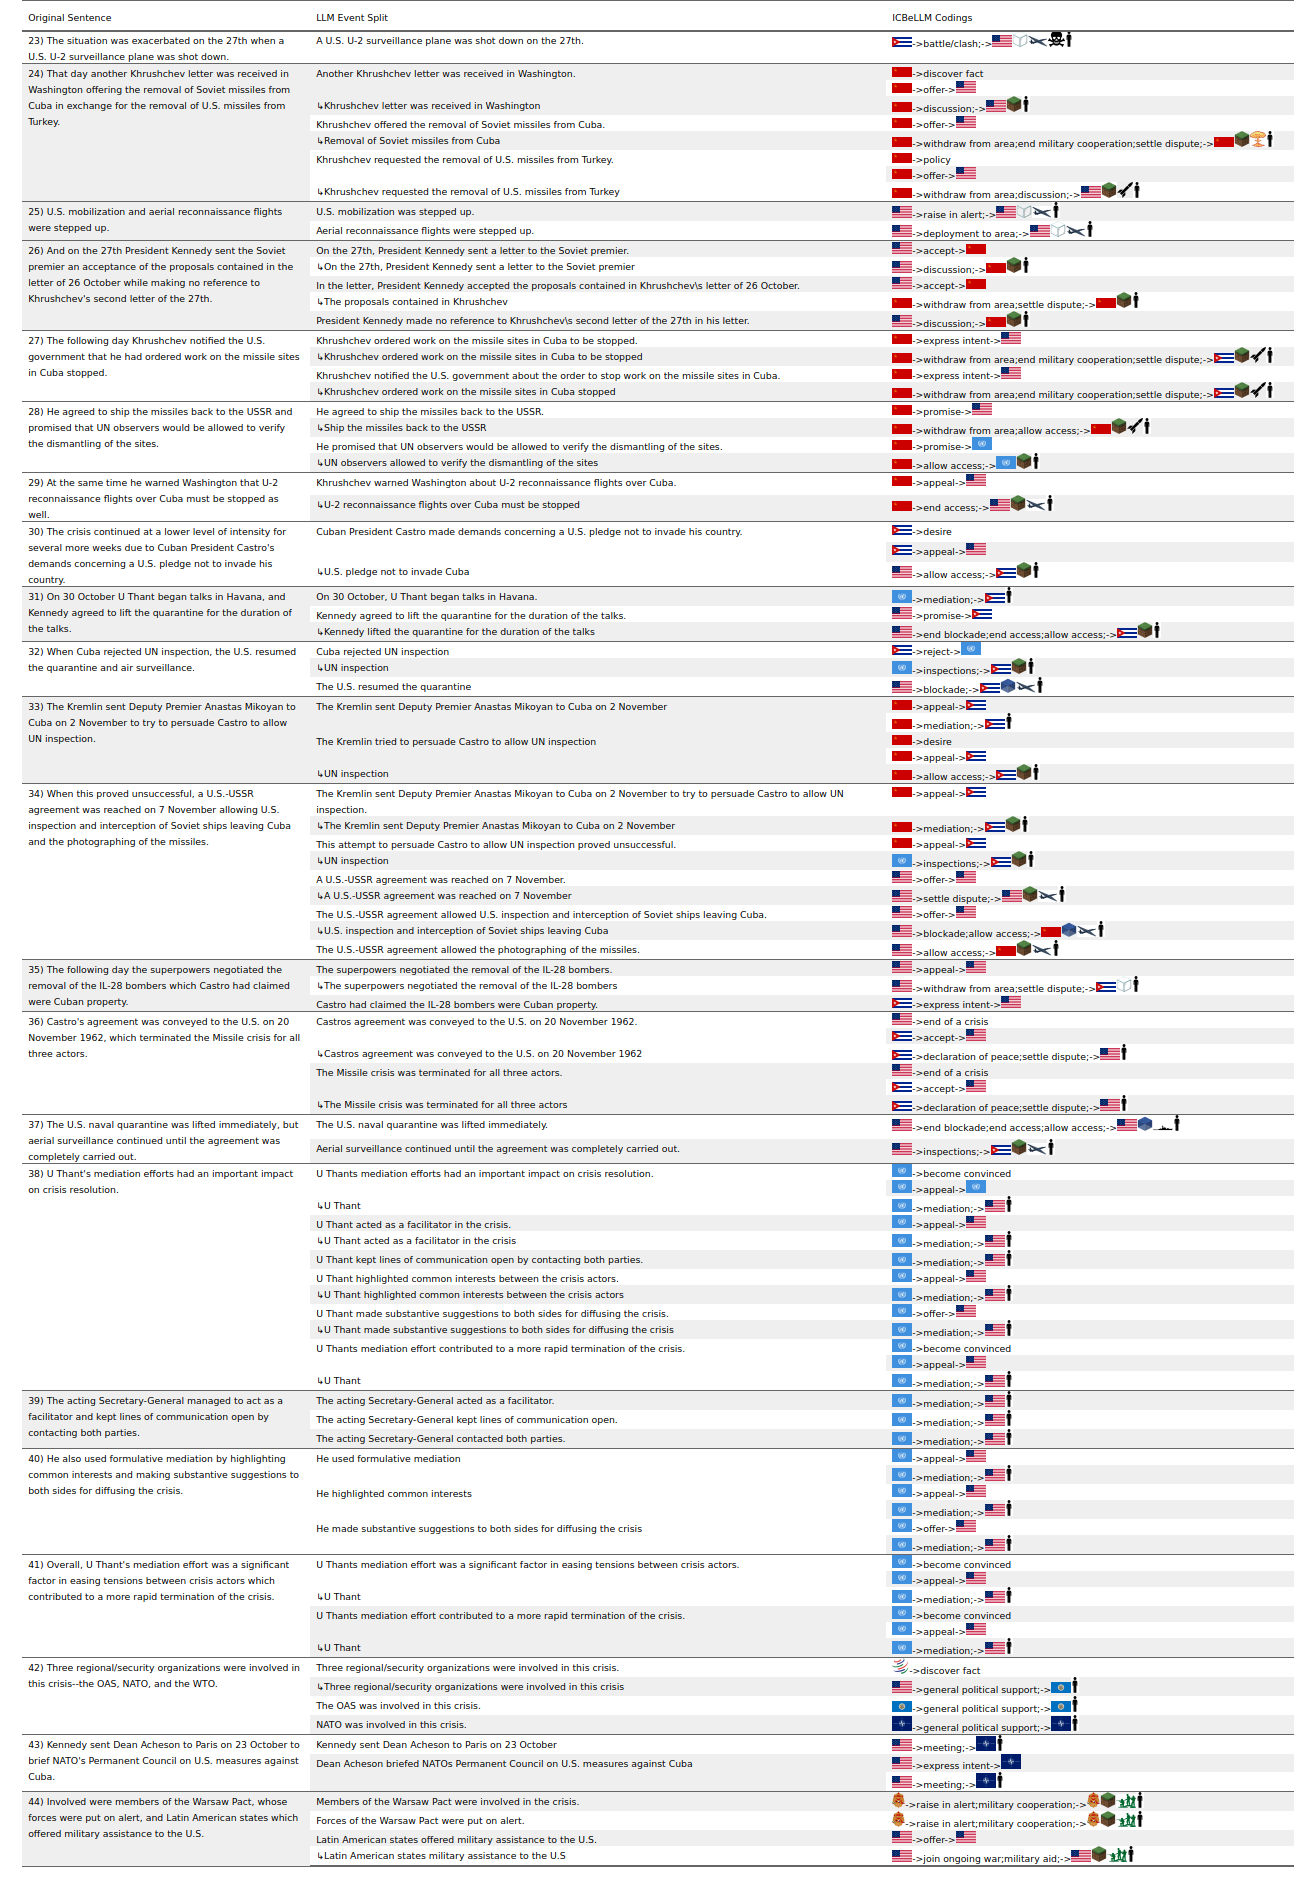 Original Sentence LLM Event Split ICBeLLM Codings
23) The situation was exacerbated on the 27th when a A U.S. U-2 surveillance plane was shot down on the 27th. ->battle/clash;->
U.S. U-2 surveillance plane was shot down.
24) That day another Khrushchev letter was received in Another Khrushchev letter was received in Washington. ->discover fact
Washington offering the removal of Soviet missiles from ->offer->
Cuba in exchange for the removal of U.S. missiles from ↳Khrushchev letter was received in Washington ->discussion;->
Turkey. Khrushchev offered the removal of Soviet missiles from Cuba. ->offer->
↳Removal of Soviet missiles from Cuba ->withdraw from area;end military cooperation;settle dispute;->
Khrushchev requested the removal of U.S. missiles from Turkey. ->policy
->offer->
↳Khrushchev requested the removal of U.S. missiles from Turkey ->withdraw from area;discussion;->
25) U.S. mobilization and aerial reconnaissance flights U.S. mobilization was stepped up. ->raise in alert;->
were stepped up. Aerial reconnaissance flights were stepped up. ->deployment to area;->
26) And on the 27th President Kennedy sent the Soviet On the 27th, President Kennedy sent a letter to the Soviet premier. ->accept->
premier an acceptance of the proposals contained in the ↳On the 27th, President Kennedy sent a letter to the Soviet premier ->discussion;->
letter of 26 October while making no reference to In the letter, President Kennedy accepted the proposals contained in Khrushchev\s letter of 26 October. ->accept->
Khrushchev's second letter of the 27th. ↳The proposals contained in Khrushchev ->withdraw from area;settle dispute;->
President Kennedy made no reference to Khrushchev\s second letter of the 27th in his letter. ->discussion;->
27) The following day Khrushchev notified the U.S. Khrushchev ordered work on the missile sites in Cuba to be stopped. ->express intent->
government that he had ordered work on the missile sites ↳Khrushchev ordered work on the missile sites in Cuba to be stopped ->withdraw from area;end military cooperation;settle dispute;->
in Cuba stopped. Khrushchev notified the U.S. government about the order to stop work on the missile sites in Cuba. ->express intent->
↳Khrushchev ordered work on the missile sites in Cuba stopped ->withdraw from area;end military cooperation;settle dispute;->
28) He agreed to ship the missiles back to the USSR and He agreed to ship the missiles back to the USSR. ->promise->
promised that UN observers would be allowed to verify ↳Ship the missiles back to the USSR ->withdraw from area;allow access;->
the dismantling of the sites. He promised that UN observers would be allowed to verify the dismantling of the sites. ->promise->
↳UN observers allowed to verify the dismantling of the sites ->allow access;->
29) At the same time he warned Washington that U-2 Khrushchev warned Washington about U-2 reconnaissance flights over Cuba. ->appeal->
reconnaissance flights over Cuba must be stopped as ↳U-2 reconnaissance flights over Cuba must be stopped ->end access;->
well.
30) The crisis continued at a lower level of intensity for Cuban President Castro made demands concerning a U.S. pledge not to invade his country. ->desire
several more weeks due to Cuban President Castro's ->appeal->
demands concerning a U.S. pledge not to invade his ↳U.S. pledge not to invade Cuba ->allow access;->
country.
31) On 30 October U Thant began talks in Havana, and On 30 October, U Thant began talks in Havana. ->mediation;->
Kennedy agreed to lift the quarantine for the duration of Kennedy agreed to lift the quarantine for the duration of the talks. ->promise->
the talks. ↳Kennedy lifted the quarantine for the duration of the talks ->end blockade;end access;allow access;->
32) When Cuba rejected UN inspection, the U.S. resumed Cuba rejected UN inspection ->reject->
the quarantine and air surveillance. ↳UN inspection ->inspections;->
The U.S. resumed the quarantine ->blockade;->
33) The Kremlin sent Deputy Premier Anastas Mikoyan to The Kremlin sent Deputy Premier Anastas Mikoyan to Cuba on 2 November ->appeal->
Cuba on 2 November to try to persuade Castro to allow ->mediation;->
UN inspection. The Kremlin tried to persuade Castro to allow UN inspection ->desire
->appeal->
↳UN inspection ->allow access;->
34) When this proved unsuccessful, a U.S.-USSR The Kremlin sent Deputy Premier Anastas Mikoyan to Cuba on 2 November to try to persuade Castro to allow UN ->appeal->
agreement was reached on 7 November allowing U.S. inspection.
inspection and interception of Soviet ships leaving Cuba ↳The Kremlin sent Deputy Premier Anastas Mikoyan to Cuba on 2 November ->mediation;->
and the photographing of the missiles. This attempt to persuade Castro to allow UN inspection proved unsuccessful. ->appeal->
↳UN inspection ->inspections;->
A U.S.-USSR agreement was reached on 7 November. ->offer->
↳A U.S.-USSR agreement was reached on 7 November ->settle dispute;->
The U.S.-USSR agreement allowed U.S. inspection and interception of Soviet ships leaving Cuba. ->offer->
↳U.S. inspection and interception of Soviet ships leaving Cuba ->blockade;allow access;->
The U.S.-USSR agreement allowed the photographing of the missiles. ->allow access;->
35) The following day the superpowers negotiated the The superpowers negotiated the removal of the IL-28 bombers. ->appeal->
removal of the IL-28 bombers which Castro had claimed ↳The superpowers negotiated the removal of the IL-28 bombers ->withdraw from area;settle dispute;->
were Cuban property. Castro had claimed the IL-28 bombers were Cuban property. ->express intent->
36) Castro's agreement was conveyed to the U.S. on 20 Castros agreement was conveyed to the U.S. on 20 November 1962. ->end of a crisis
November 1962, which terminated the Missile crisis for all ->accept->
three actors. ↳Castros agreement was conveyed to the U.S. on 20 November 1962 ->declaration of peace;settle dispute;->
The Missile crisis was terminated for all three actors. ->end of a crisis
->accept->
↳The Missile crisis was terminated for all three actors ->declaration of peace;settle dispute;->
37) The U.S. naval quarantine was lifted immediately, but The U.S. naval quarantine was lifted immediately. ->end blockade;end access;allow access;->
aerial surveillance continued until the agreement was Aerial surveillance continued until the agreement was completely carried out. ->inspections;->
completely carried out.
38) U Thant's mediation efforts had an important impact U Thants mediation efforts had an important impact on crisis resolution. ->become convinced
on crisis resolution. ->appeal->
↳U Thant ->mediation;->
U Thant acted as a facilitator in the crisis. ->appeal->
↳U Thant acted as a facilitator in the crisis ->mediation;->
U Thant kept lines of communication open by contacting both parties. ->mediation;->
U Thant highlighted common interests between the crisis actors. ->appeal->
↳U Thant highlighted common interests between the crisis actors ->mediation;->
U Thant made substantive suggestions to both sides for diffusing the crisis. ->offer->
↳U Thant made substantive suggestions to both sides for diffusing the crisis ->mediation;->
U Thants mediation effort contributed to a more rapid termination of the crisis. ->become convinced
->appeal->
↳U Thant ->mediation;->
39) The acting Secretary-General managed to act as a The acting Secretary-General acted as a facilitator. ->mediation;->
facilitator and kept lines of communication open by The acting Secretary-General kept lines of communication open. ->mediation;->
contacting both parties. The acting Secretary-General contacted both parties. ->mediation;->
40) He also used formulative mediation by highlighting He used formulative mediation ->appeal->
common interests and making substantive suggestions to ->mediation;->
both sides for diffusing the crisis. He highlighted common interests ->appeal->
->mediation;->
He made substantive suggestions to both sides for diffusing the crisis ->offer->
->mediation;->
41) Overall, U Thant's mediation effort was a significant U Thants mediation effort was a significant factor in easing tensions between crisis actors. ->become convinced
factor in easing tensions between crisis actors which ->appeal->
contributed to a more rapid termination of the crisis. ↳U Thant ->mediation;->
U Thants mediation effort contributed to a more rapid termination of the crisis. ->become convinced
->appeal->
↳U Thant ->mediation;->
42) Three regional/security organizations were involved in Three regional/security organizations were involved in this crisis. ->discover fact
this crisis--the OAS, NATO, and the WTO. ↳Three regional/security organizations were involved in this crisis ->general political support;->
The OAS was involved in this crisis. ->general political support;->
NATO was involved in this crisis. ->general political support;->
43) Kennedy sent Dean Acheson to Paris on 23 October to Kennedy sent Dean Acheson to Paris on 23 October ->meeting;->
brief NATO's Permanent Council on U.S. measures against Dean Acheson briefed NATOs Permanent Council on U.S. measures against Cuba ->express intent->
Cuba. ->meeting;->
44) Involved were members of the Warsaw Pact, whose Members of the Warsaw Pact were involved in the crisis. ->raise in alert;military cooperation;->
forces were put on alert, and Latin American states which Forces of the Warsaw Pact were put on alert. ->raise in alert;military cooperation;->
offered military assistance to the U.S. Latin American states offered military assistance to the U.S. ->offer->
↳Latin American states military assistance to the U.S ->join ongoing war;military aid;->